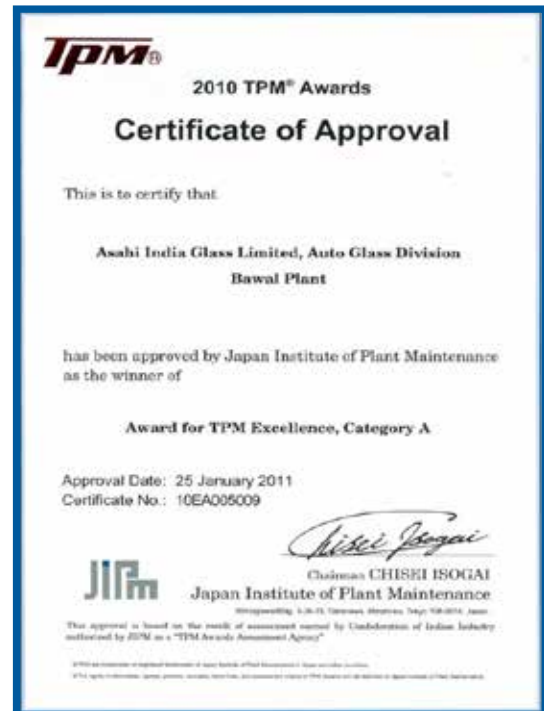 TPM®
2010 TPM® Awards
Certificate of Approval
This is to certify that
Asahi India Glass Limited, Auto Glass Division
Bawal Plant
has been approved by Japan Institute of Plant Maintenance
as the winner of
Award for TPM Excellence, Category A
Approval Date: 25 January 2011
Certificate No.: 10EA005009
Chisei Isogai
JIPM
Chairman CHISEI ISOGAI
Japan Institute of Plant Maintenance
This approval is based on the result of assessment carried by Confederation of Indian Industry
authorized by JIPM as a "TPM Awards Assessment Agency"